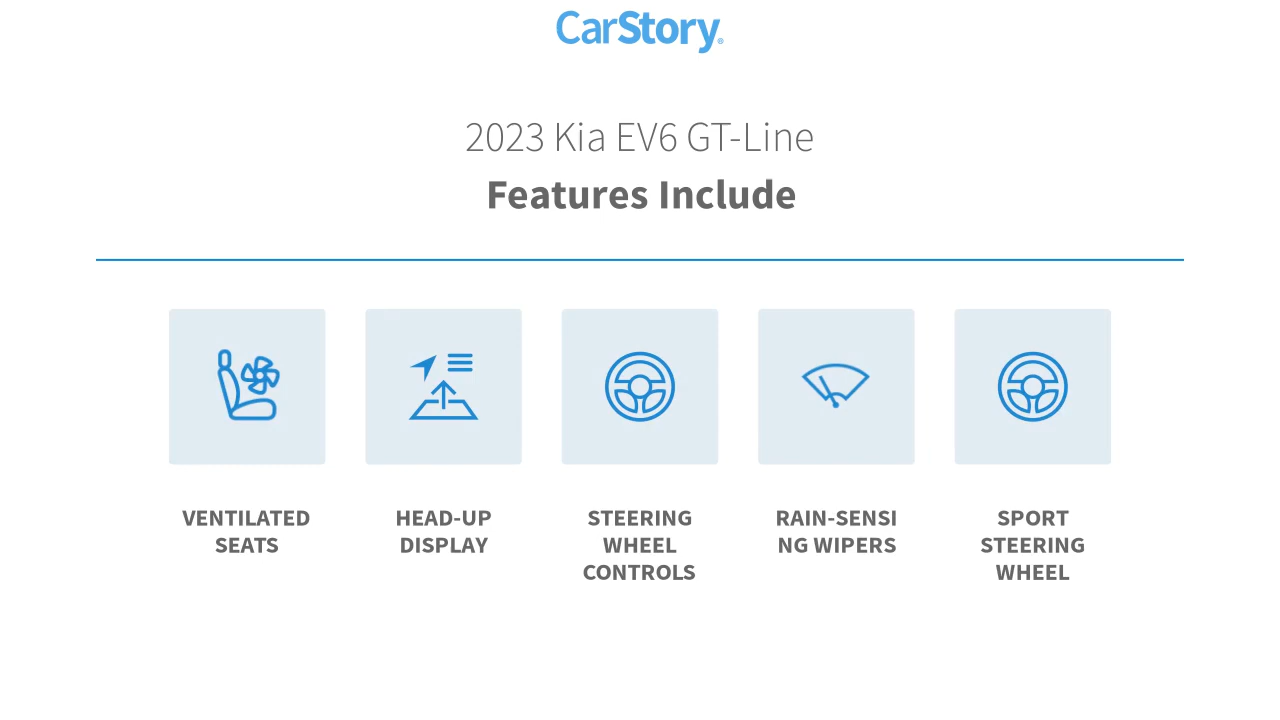 CarStory®
2023 Kia EV6 GT-Line
Features Include
VENTILATED
SEATS
HEAD-UP
DISPLAY
STEERING
WHEEL
CONTROLS
RAIN-SENSI
NG WIPERS
SPORT
STEERING
WHEEL